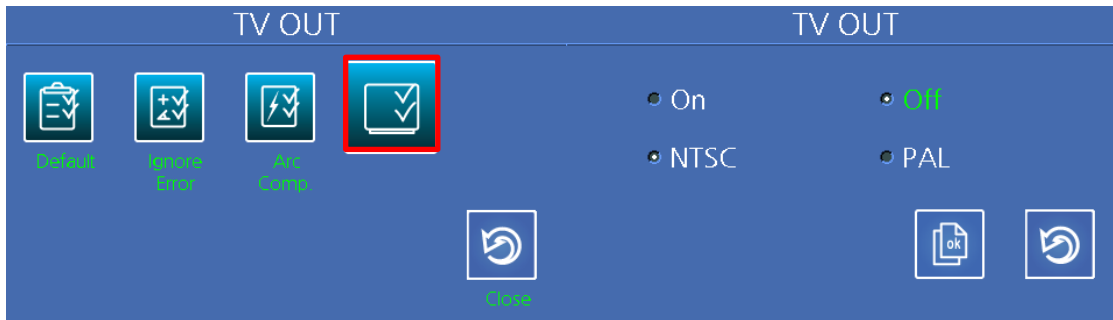 TV OUT
Default
Ignore
Error
Arc
Comp.
Close
TV OUT
On
Off
NTSC
PAL
ok